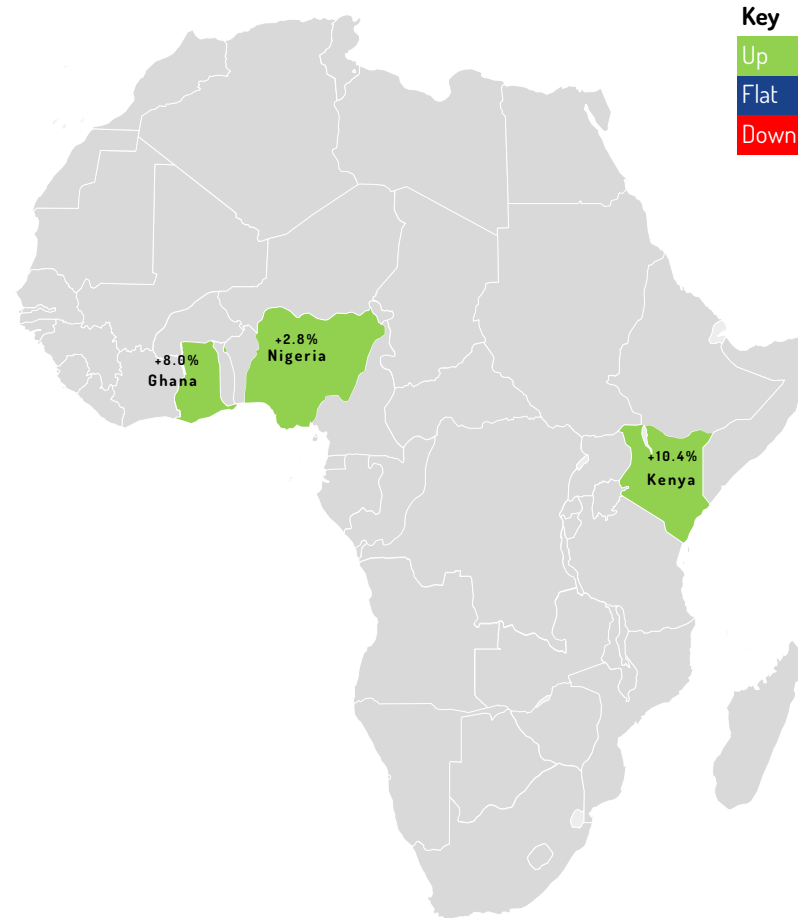 Key
Up
Flat
Down
+2.8%
Nigeria
+8.0%
Ghana
+10.4%
Kenya